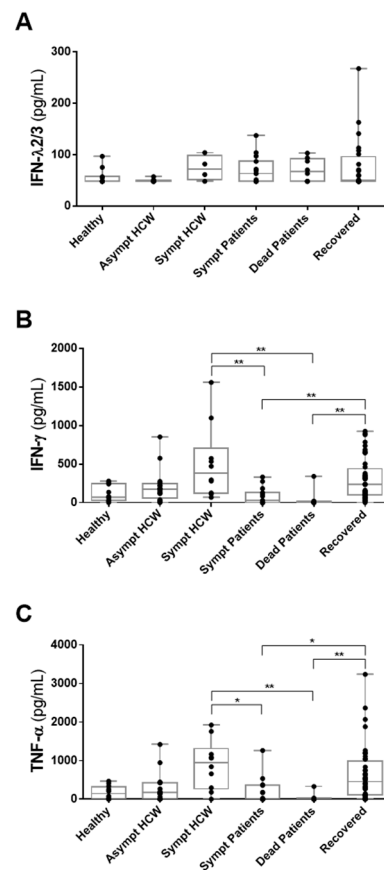 A
IFN-λ2/3 (pg/mL)
300
200
100
0
Healthy
Asympt HCW
Sympt HCW
Sympt Patients
Dead Patients
Recovered
B
IFN-γ (pg/mL)
2000
1500
1000
500
0
**
**
**
**
Healthy
Asympt HCW
Sympt HCW
Sympt Patients
Dead Patients
Recovered
C
TNF-α (pg/mL)
4000
3000
2000
1000
0
*
**
**
*
Healthy
Asympt HCW
Sympt HCW
Sympt Patients
Dead Patients
Recovered